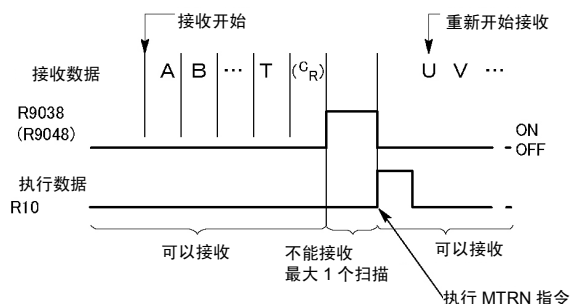 接收开始
重新开始接收
接收数据 A B … T (CR) U V …
R9038
(R9048)
ON
OFF
执行数据
R10
可以接收 不能接收 可以接收
最大 1 个扫描
执行 MTRN 指令